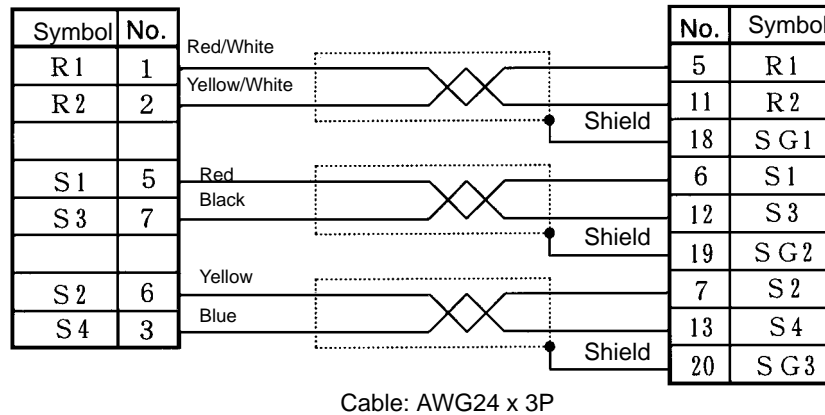 Symbol No. No. Symbol
R1 1 Red/White 5 R1
R2 2 Yellow/White 11 R2
Shield 18 SG1
S1 5 Red 6 S1
S3 7 Black 12 S3
Shield 19 SG2
S2 6 Yellow 7 S2
S4 3 Blue 13 S4
Shield 20 SG3
Cable: AWG24 x 3P